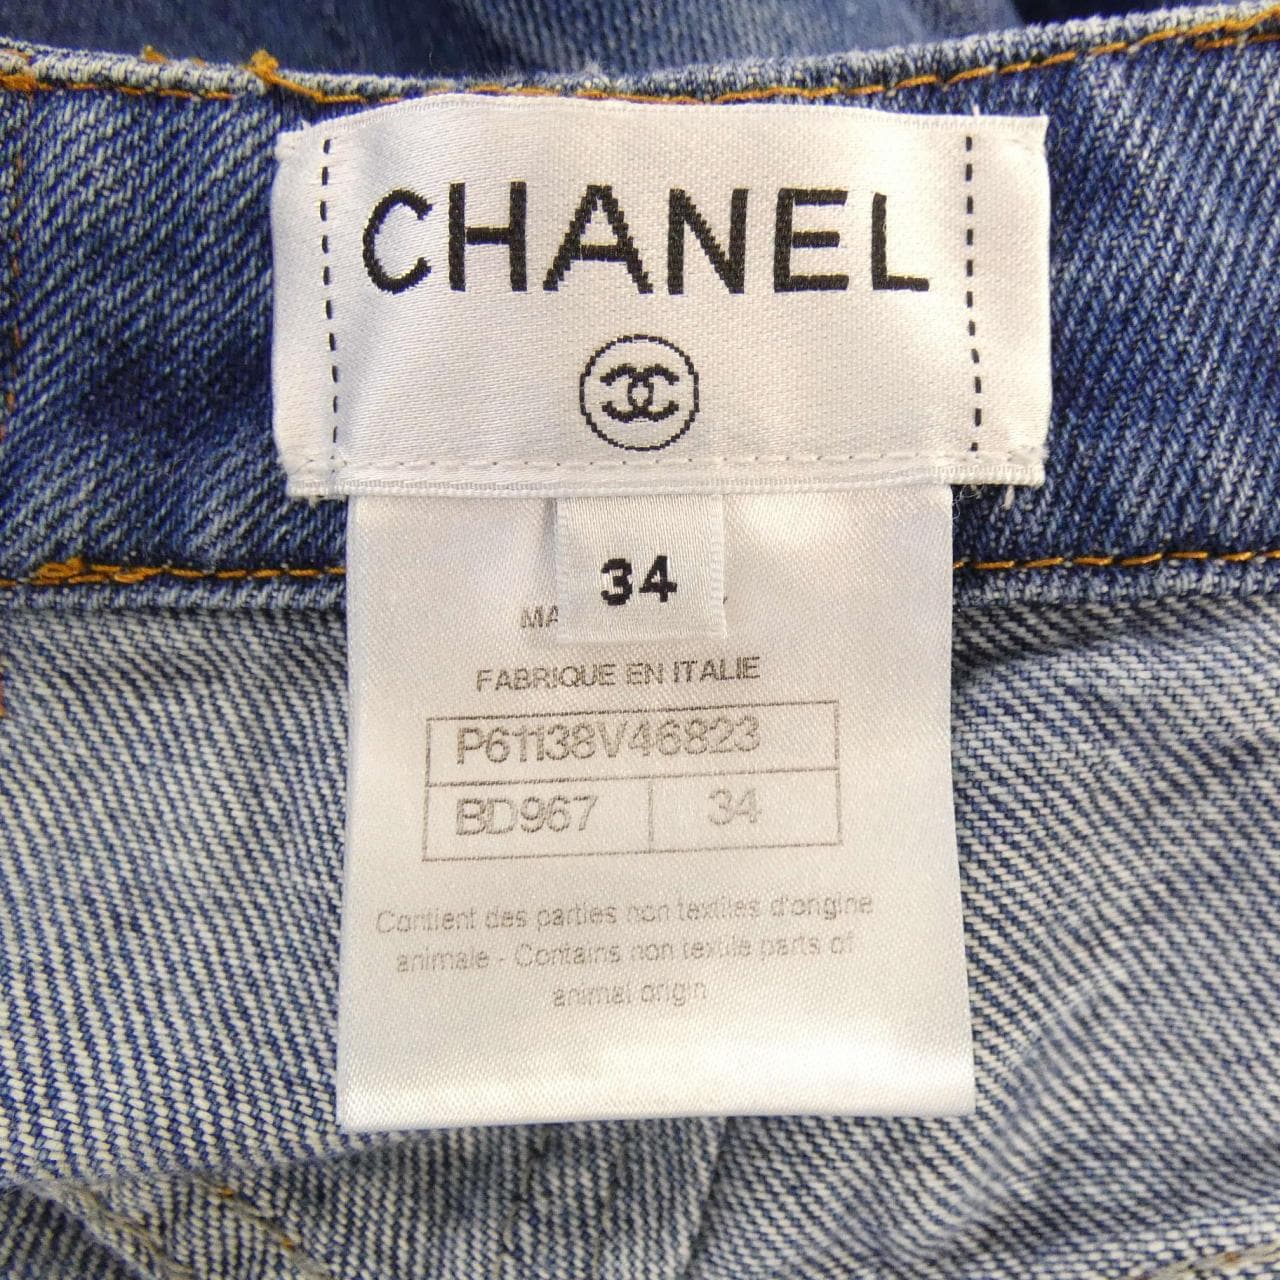 CHANEL
34
MA
FABRIQUE EN ITALIE
P61138V46823
BD967 34
Contient des parties non textiles d'origine
animale - Contains non textile parts of
animal origin